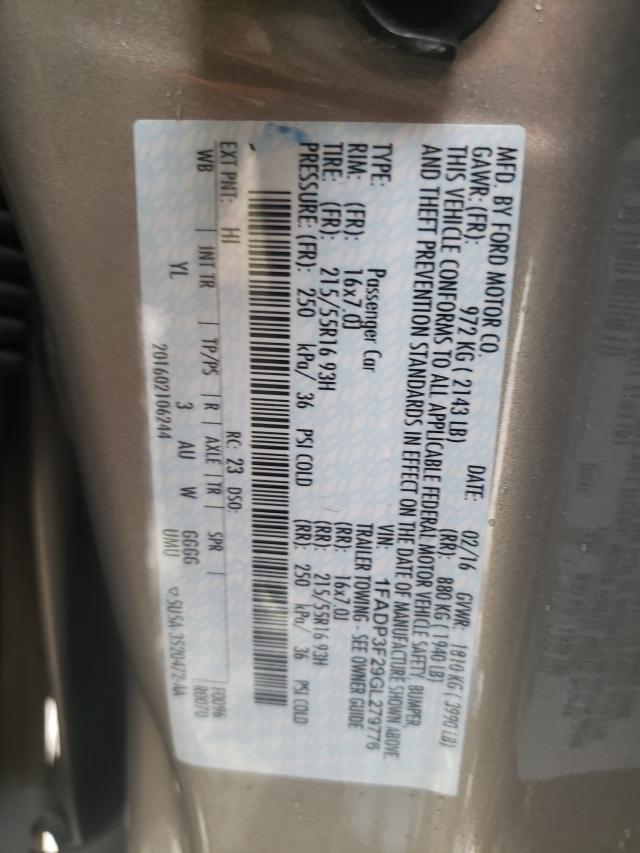 MFD. BY FORD MOTOR CO.
DATE: 02/16 GVWR: 1810 KG ( 3990 LB)
GAWR: (FR): 972 KG ( 2143 LB) (RR): 880 KG ( 1940 LB)
THIS VEHICLE CONFORMS TO ALL APPLICABLE FEDERAL MOTOR VEHICLE SAFETY, BUMPER,
AND THEFT PREVENTION STANDARDS IN EFFECT ON THE DATE OF MANUFACTURE SHOWN ABOVE.
VIN: 1FADP3F29GL279776
TYPE: Passenger Car TRAILER TOWING - SEE OWNER GUIDE
RIM: (FR): 16x7.0J (RR): 16x7.0J
TIRE: (FR): 215/55R16 93H (RR): 215/55R16 93H
PRESSURE: (FR): 250 kPa/ 36 PSI COLD (RR): 250 kPa/ 36 PSI COLD
EXT PNT: HI RC: 23 DSO:
WB | INT TR | TP/PS | R | AXLE | TR | SPR |
YL 3 AU W GGGG
UMU
201602106244 SU5A-3520472-AA